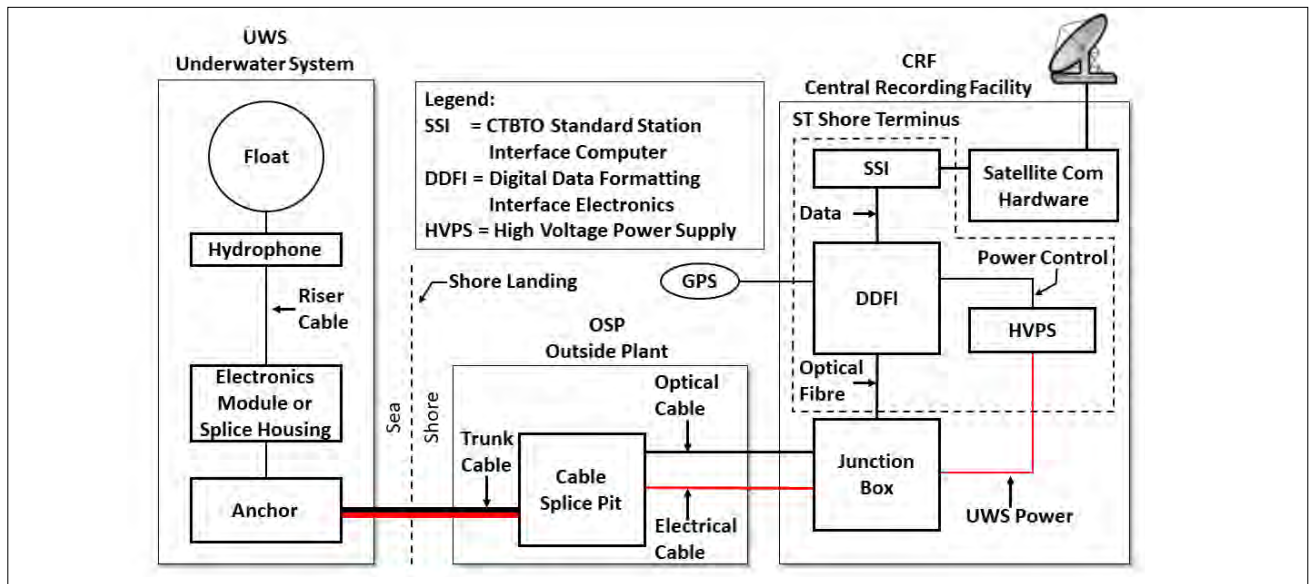 UWS
Underwater System
Float
Hydrophone
Riser
Cable
Electronics
Module or
Splice Housing
Anchor
Legend:
SSI = CTBTO Standard Station
Interface Computer
DDFI = Digital Data Formatting
Interface Electronics
HVPS = High Voltage Power Supply
Shore Landing
Sea
Shore
OSP
Outside Plant
Trunk
Cable
Cable
Splice Pit
Optical
Cable
Electrical
Cable
CRF
Central Recording Facility
ST Shore Terminus
SSI
Satellite Com
Hardware
Data
GPS
DDFI
Power Control
HVPS
Optical
Fibre
Junction
Box
UWS Power